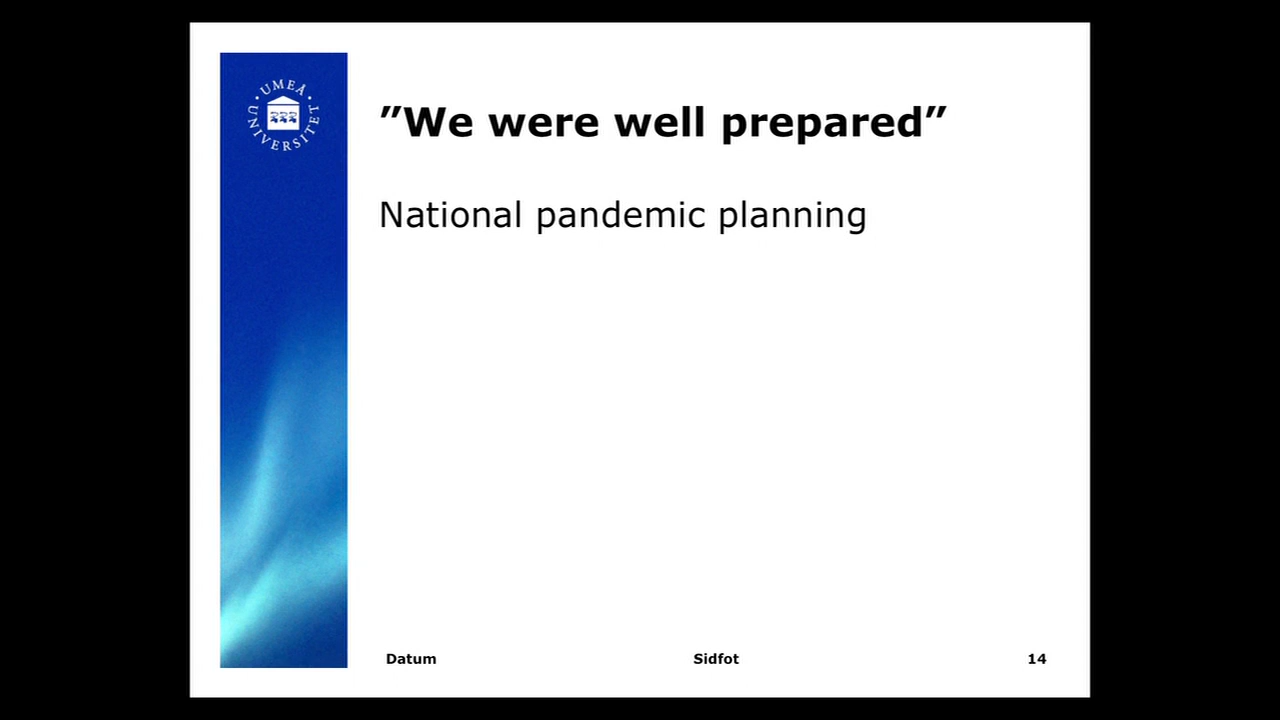 UMEÅ UNIVERSITET
”We were well prepared”
National pandemic planning
Datum Sidfot 14